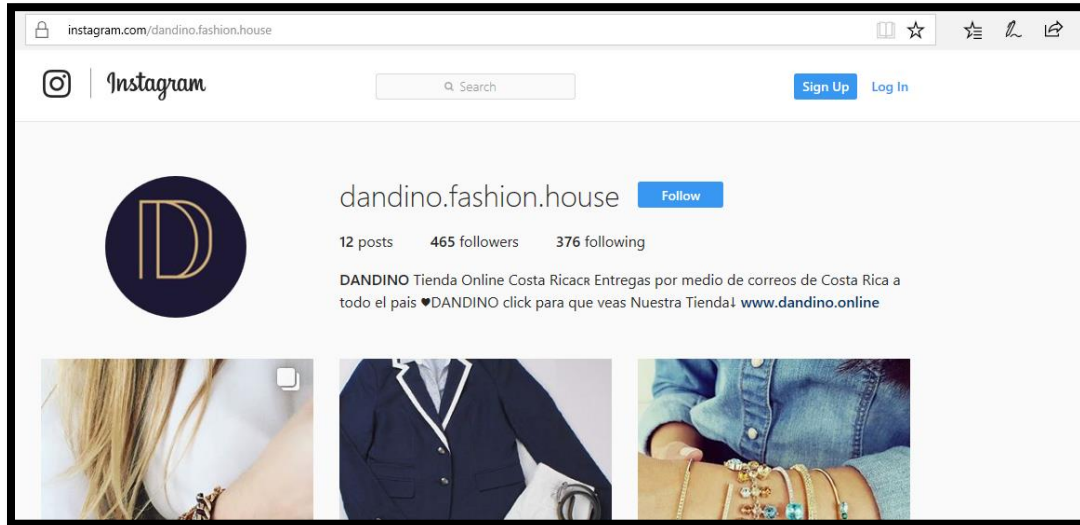 instagram.com/dandino.fashion.house
Instagram
Search
Sign Up
Log In
dandino.fashion.house
Follow
12 posts 465 followers 376 following
DANDINO Tienda Online Costa Ricaᴄʀ Entregas por medio de correos de Costa Rica a
todo el pais ♥DANDINO click para que veas Nuestra Tienda↓ www.dandino.online